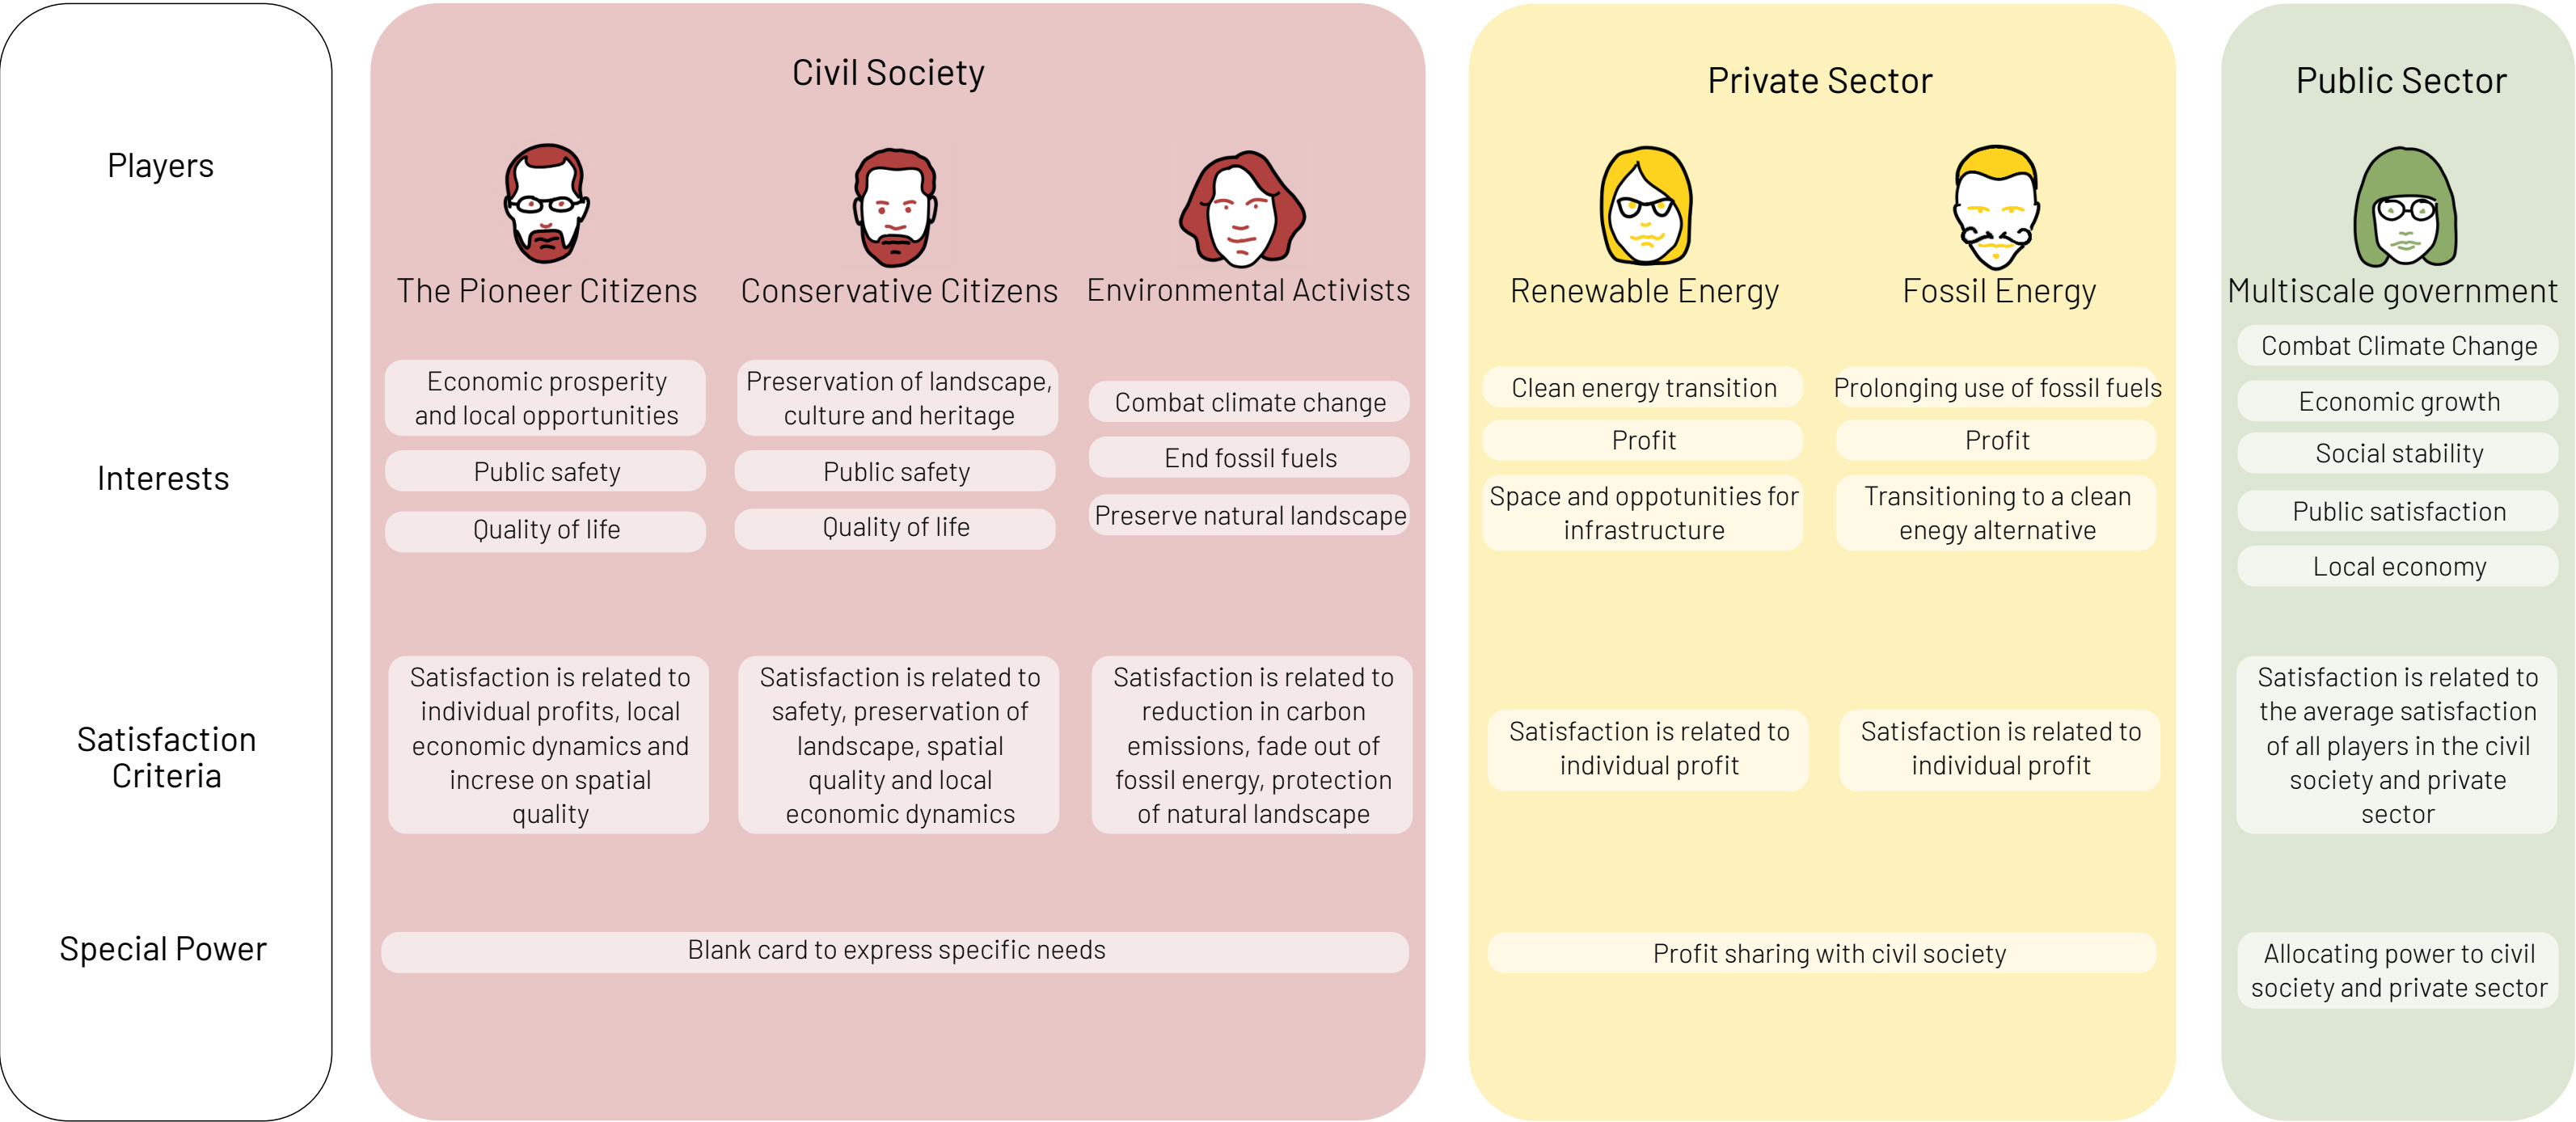 Civil Society
Private Sector
Public Sector
Players
The Pioneer Citizens
Conservative Citizens
Environmental Activists
Renewable Energy
Fossil Energy
Multiscale government
Interests
Economic prosperity
and local opportunities
Public safety
Quality of life
Preservation of landscape,
culture and heritage
Public safety
Quality of life
Combat climate change
End fossil fuels
Preserve natural landscape
Clean energy transition
Profit
Space and oppotunities for
infrastructure
Prolonging use of fossil fuels
Profit
Transitioning to a clean
enegy alternative
Combat Climate Change
Economic growth
Social stability
Public satisfaction
Local economy
Satisfaction
Criteria
Satisfaction is related to
individual profits, local
economic dynamics and
increse on spatial
quality
Satisfaction is related to
safety, preservation of
landscape, spatial
quality and local
economic dynamics
Satisfaction is related to
reduction in carbon
emissions, fade out of
fossil energy, protection
of natural landscape
Satisfaction is related to
individual profit
Satisfaction is related to
individual profit
Satisfaction is related to
the average satisfaction
of all players in the civil
society and private
sector
Special Power
Blank card to express specific needs
Profit sharing with civil society
Allocating power to civil
society and private sector